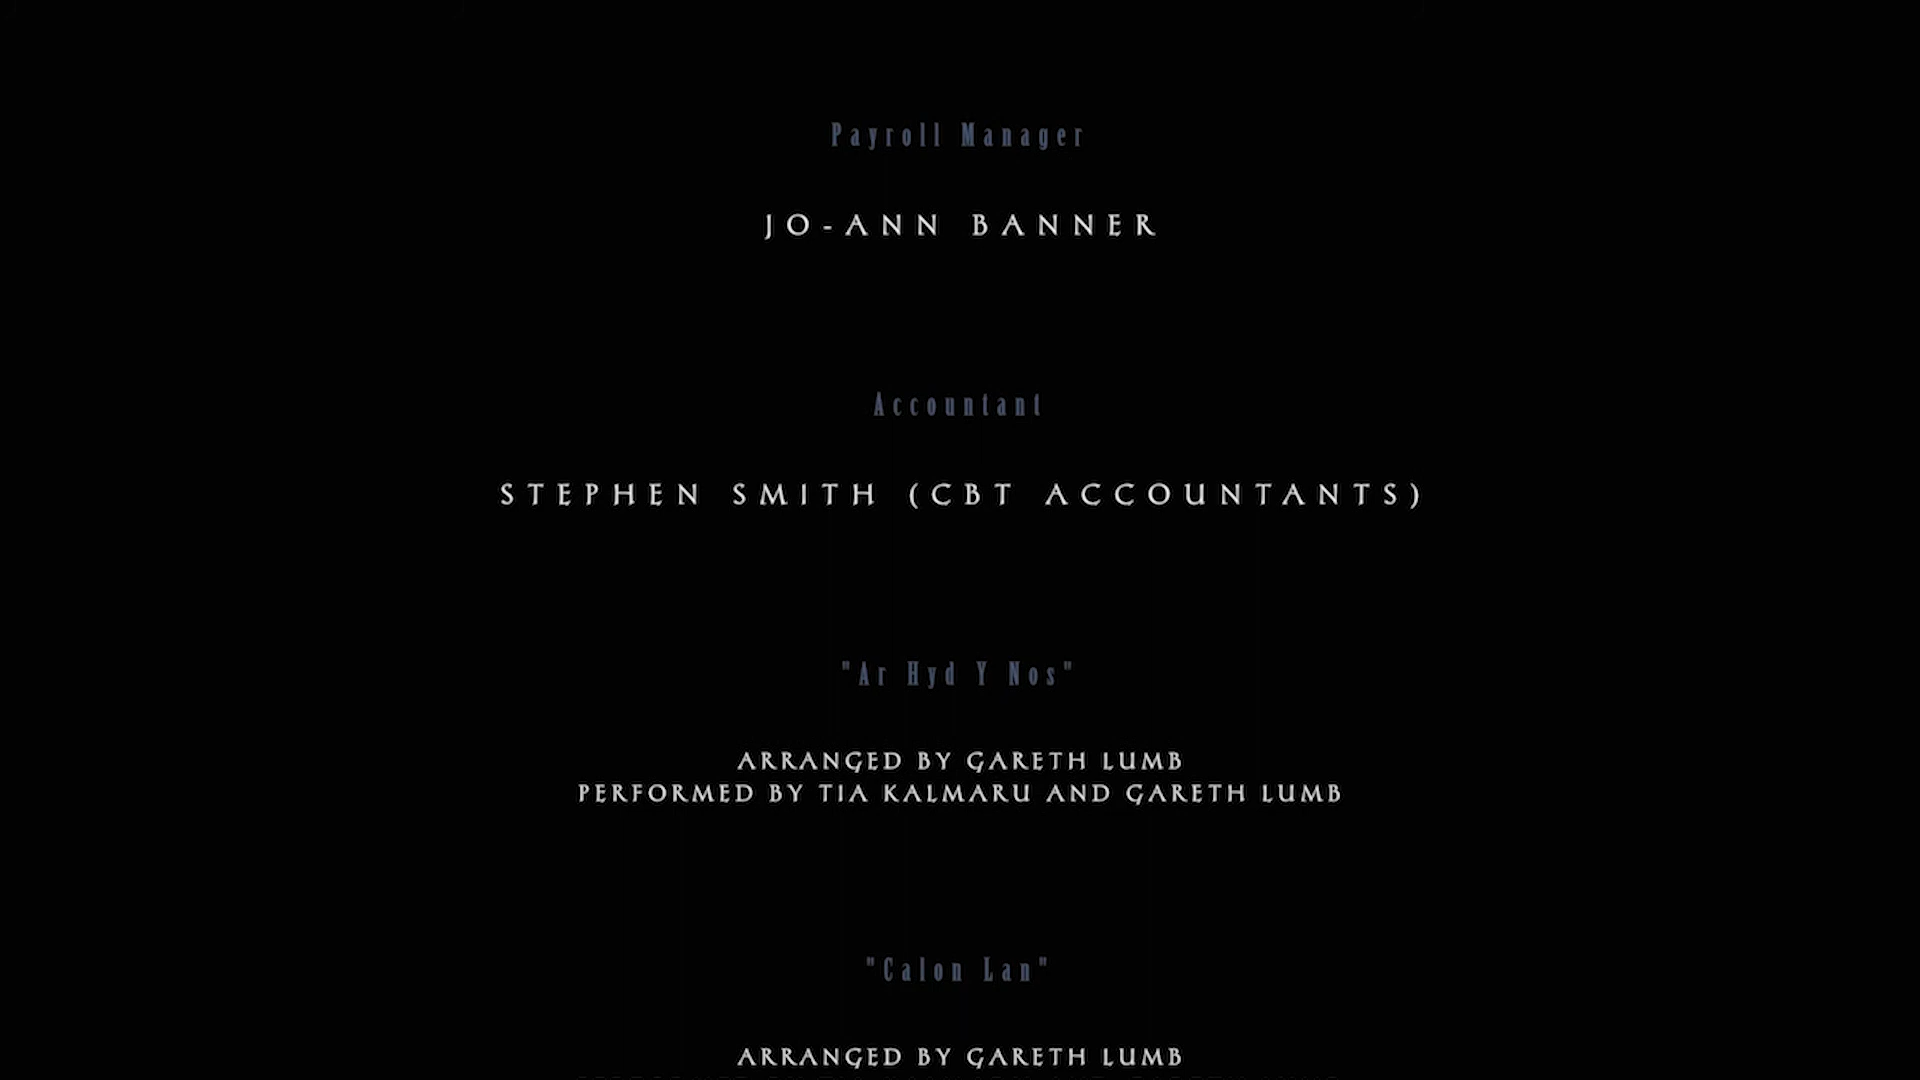 Payroll Manager
JO-ANN BANNER
Accountant
STEPHEN SMITH (CBT ACCOUNTANTS)
"Ar Hyd Y Nos"
ARRANGED BY GARETH LUMB
PERFORMED BY TIA KALMARU AND GARETH LUMB
"Calon Lan"
ARRANGED BY GARETH LUMB